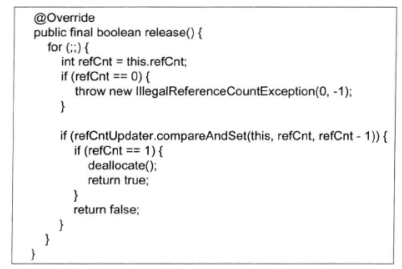 @Override
public final boolean release() {
for (;;) {
int refCnt = this.refCnt;
if (refCnt == 0) {
throw new IllegalReferenceCountException(0, -1);
}
if (refCntUpdater.compareAndSet(this, refCnt, refCnt - 1)) {
if (refCnt == 1) {
deallocate();
return true;
}
return false;
}
}
}